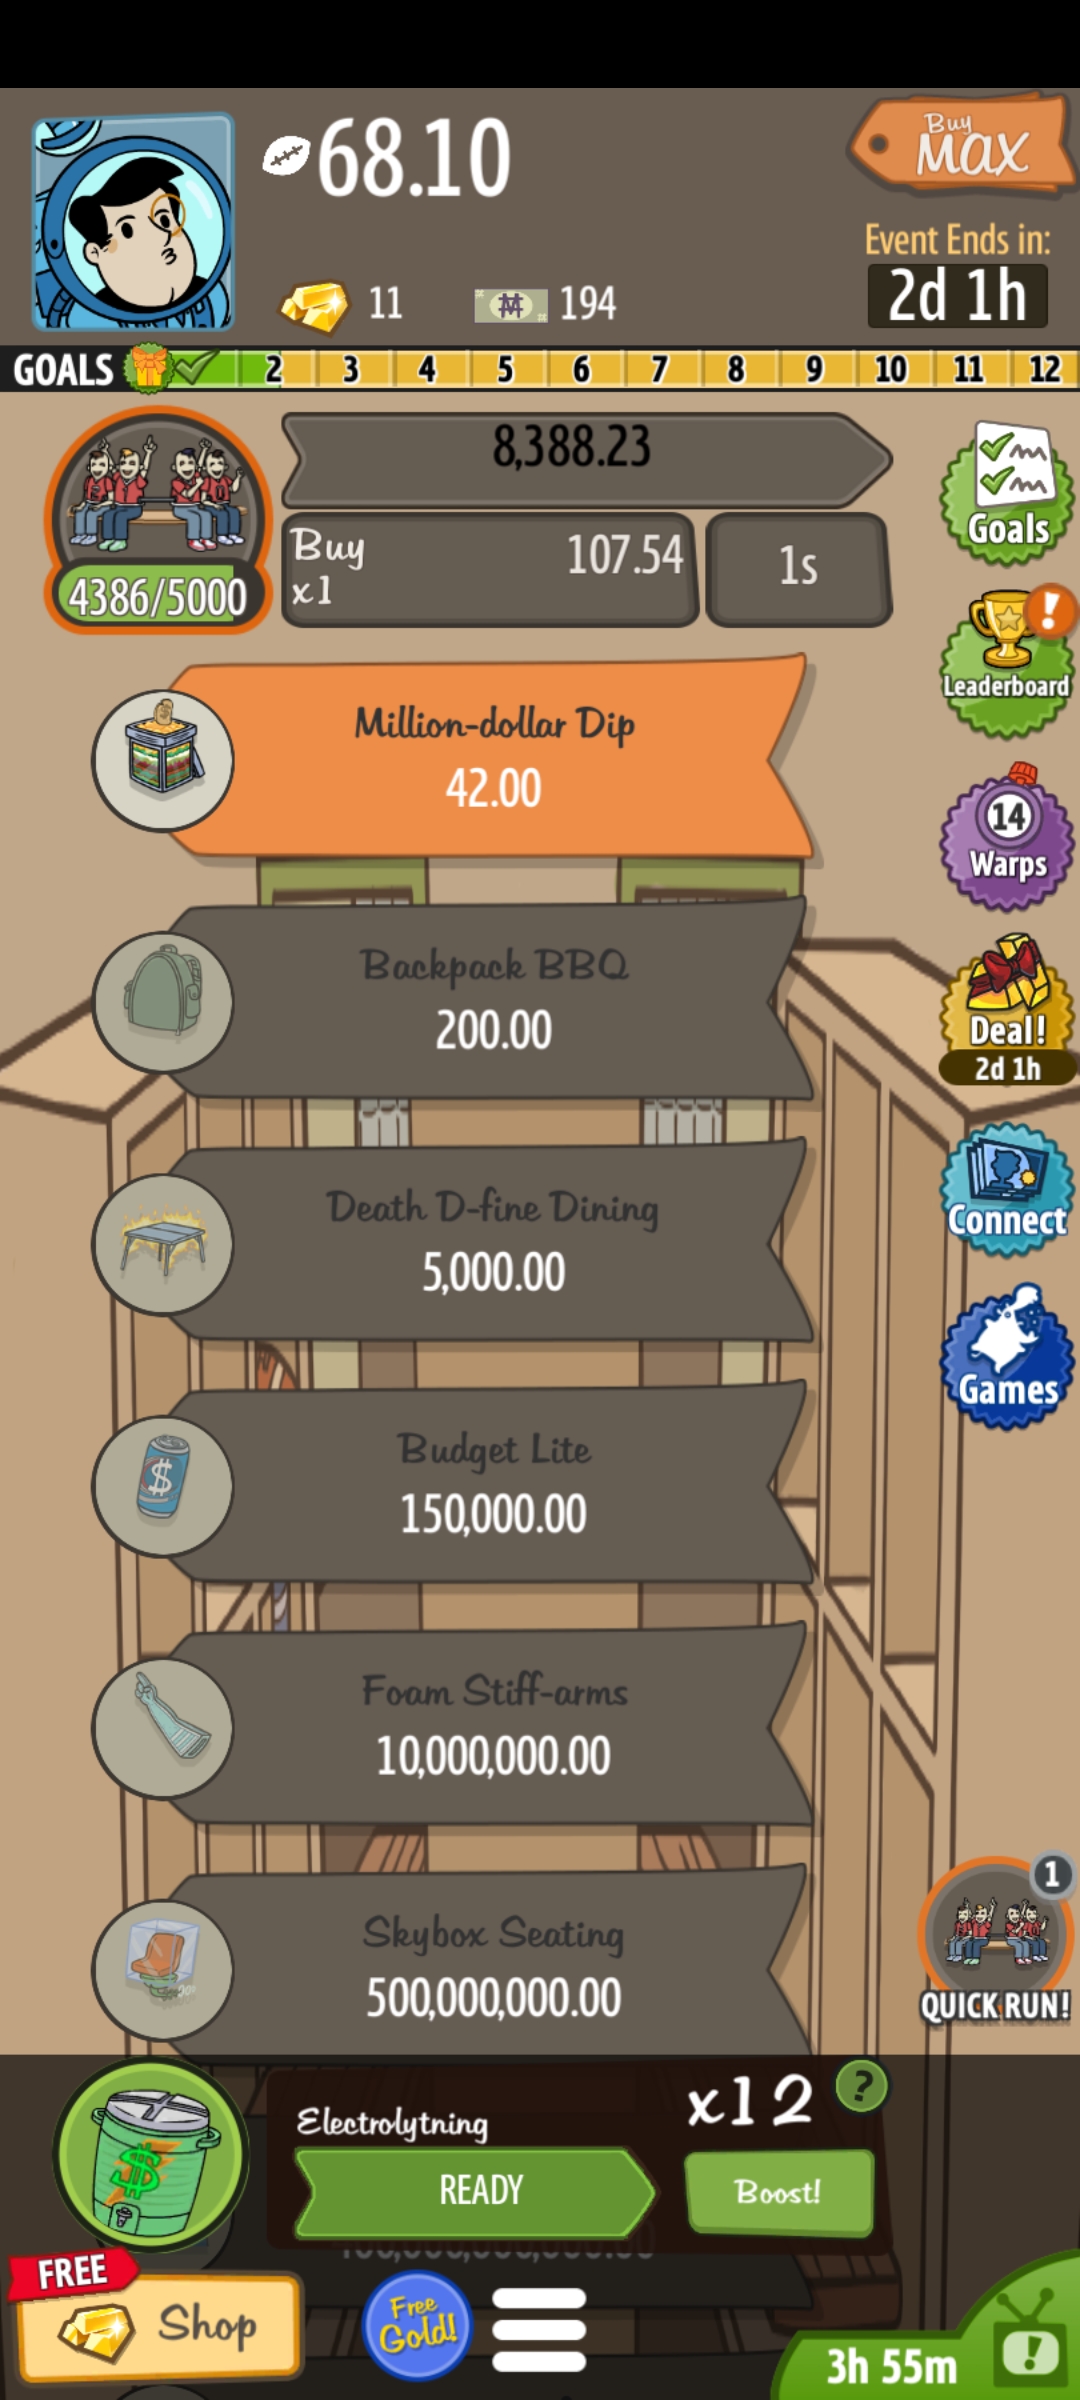 68.10
Buy
MAX
11
194
Event Ends in:
2d 1h
GOALS
2 3 4 5 6 7 8 9 10 11 12
8,388.23
Buy
x1
107.54
1s
4386/5000
Goals
Million-dollar Dip
42.00
Leaderboard
14
Warps
Backpack BBQ
200.00
Deal!
2d 1h
Death D-fine Dining
5,000.00
Connect
Games
Budget Lite
150,000.00
Foam Stiff-arms
10,000,000.00
1
QUICK RUN!
Skybox Seating
500,000,000.00
Electrolytning
x12
?
READY
Boost!
FREE
Shop
Free
Gold!
3h 55m